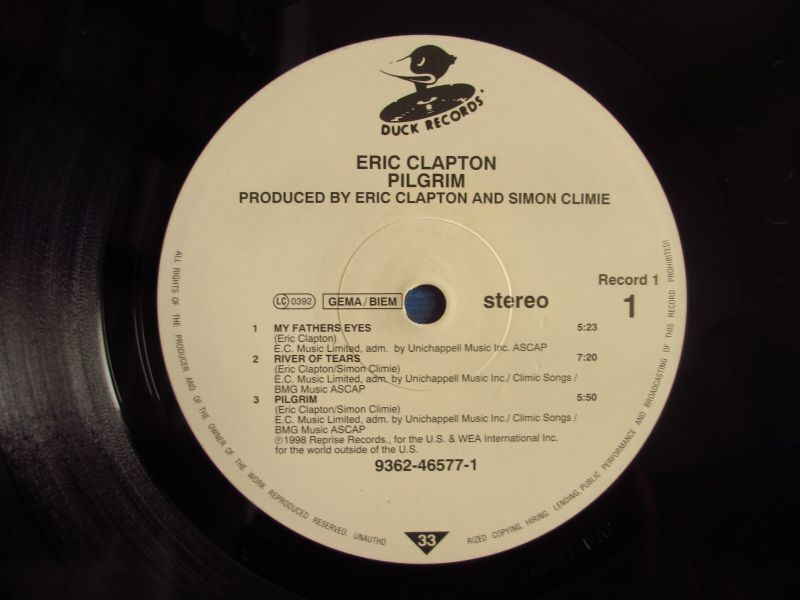 DUCK RECORDS
ERIC CLAPTON
PILGRIM
PRODUCED BY ERIC CLAPTON AND SIMON CLIMIE
Record 1
1
LC 0392 GEMA/BIEM
stereo
1 MY FATHERS EYES 5:23
(Eric Clapton)
E.C. Music Limited, adm. by Unichappell Music Inc. ASCAP
2 RIVER OF TEARS 7:20
(Eric Clapton/Simon Climie)
E.C. Music Limited, adm. by Unichappell Music Inc./ Climic Songs /
BMG Music ASCAP
3 PILGRIM 5:50
(Eric Clapton/Simon Climie)
E.C. Music Limited, adm. by Unichappell Music Inc./ Climic Songs /
BMG Music ASCAP
℗1998 Reprise Records., for the U.S. & WEA International Inc.
for the world outside of the U.S.
9362-46577-1
33
ALL RIGHTS OF THE PRODUCER AND OF THE OWNER OF THE WORK REPRODUCED RESERVED. UNAUTHO
RIZED COPYING, HIRING, LENDING, PUBLIC PERFORMANCE AND BROADCASTING OF THIS RECORD PROHIBITED!